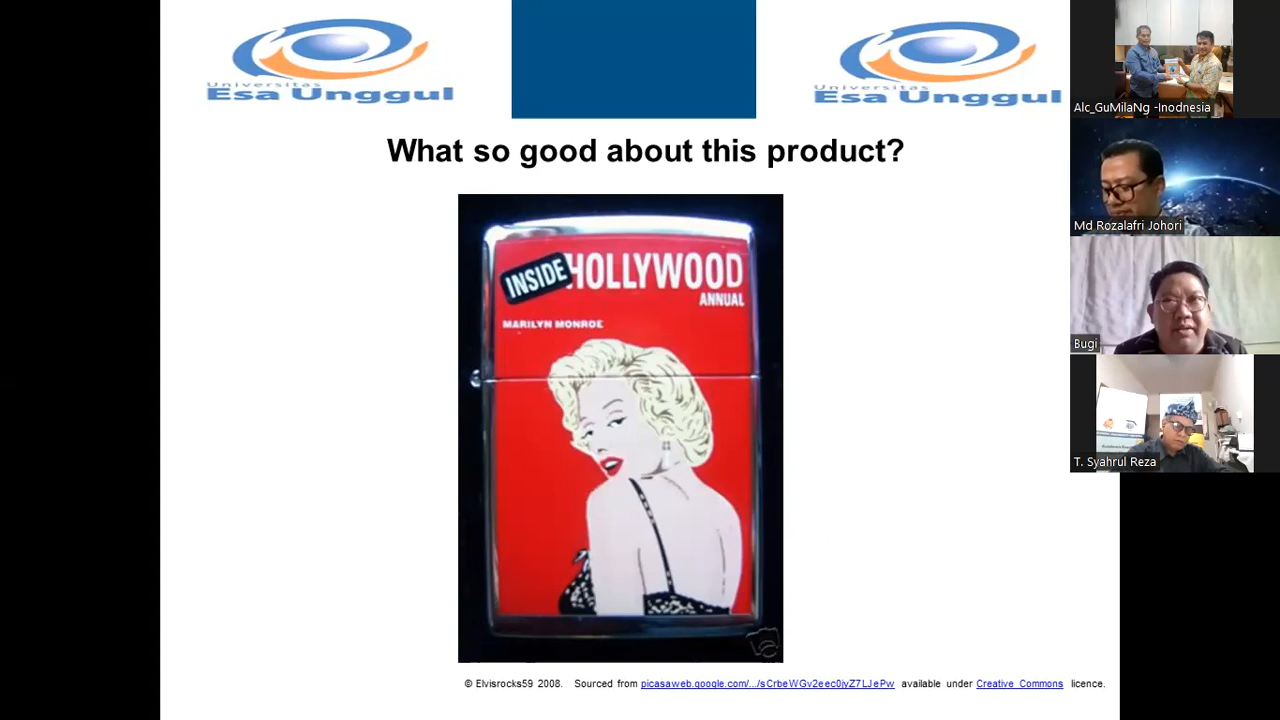 Universitas
Esa Unggul
Universitas
Esa Unggul
What so good about this product?
INSIDE HOLLYWOOD
ANNUAL
MARILYN MONROE
© Elvisrocks59 2008. Sourced from picasaweb.google.com/.../sCrbeWGv2eec0jyZ7LJePw available under Creative Commons licence.
Alc_GuMilaNg -Inodnesia
Md Rozalafri Johori
Bugi
T. Syahrul Reza